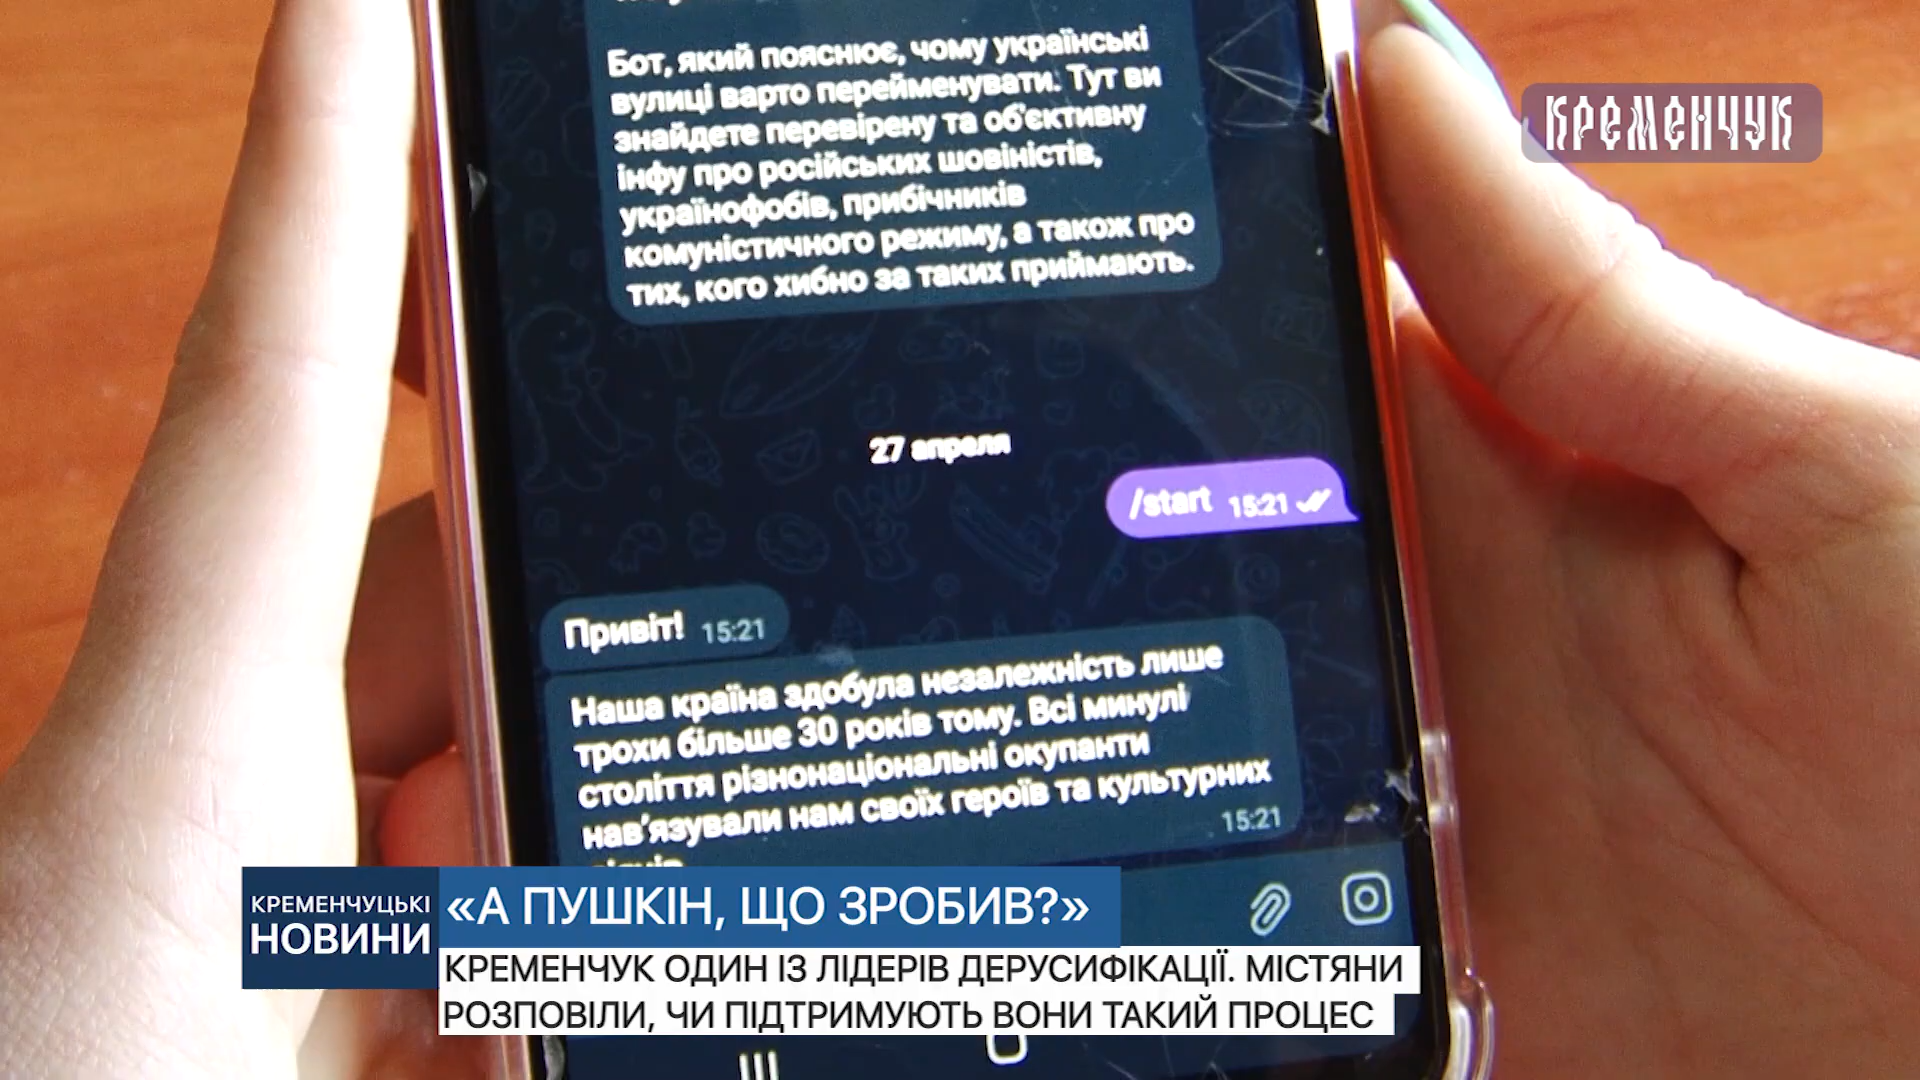 Бот, який пояснює, чому українські
вулиці варто перейменувати. Тут ви
знайдете перевірену та об'єктивну
інфу про російських шовіністів,
українофобів, прибічників
комуністичного режиму, а також про
тих, кого хибно за таких приймають.
КРЕМЕНЧУК
27 апреля
/start 15:21
Привіт! 15:21
Наша країна здобула незалежність лише
трохи більше 30 років тому. Всі минулі
століття різнонаціональні окупанти
нав’язували нам своїх героїв та культурних
15:21
КРЕМЕНЧУЦЬКІ
НОВИНИ
«А ПУШКІН, ЩО ЗРОБИВ?»
КРЕМЕНЧУК ОДИН ІЗ ЛІДЕРІВ ДЕРУСИФІКАЦІЇ. МІСТЯНИ
РОЗПОВІЛИ, ЧИ ПІДТРИМУЮТЬ ВОНИ ТАКИЙ ПРОЦЕС